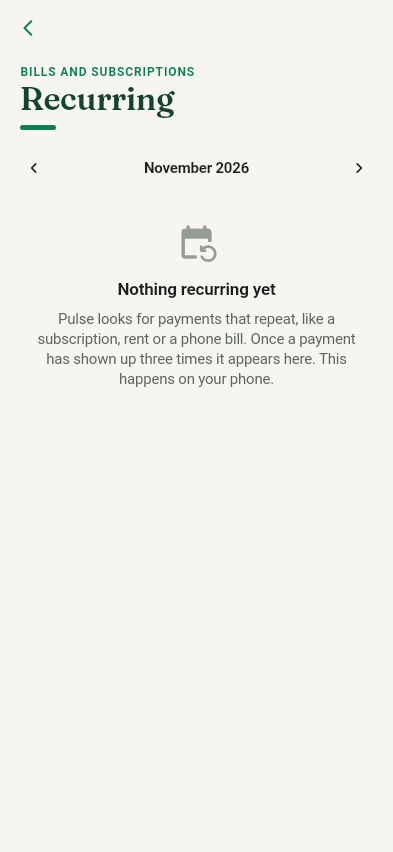 BILLS AND SUBSCRIPTIONS
Recurring
November 2026
Nothing recurring yet
Pulse looks for payments that repeat, like a
subscription, rent or a phone bill. Once a payment
has shown up three times it appears here. This
happens on your phone.